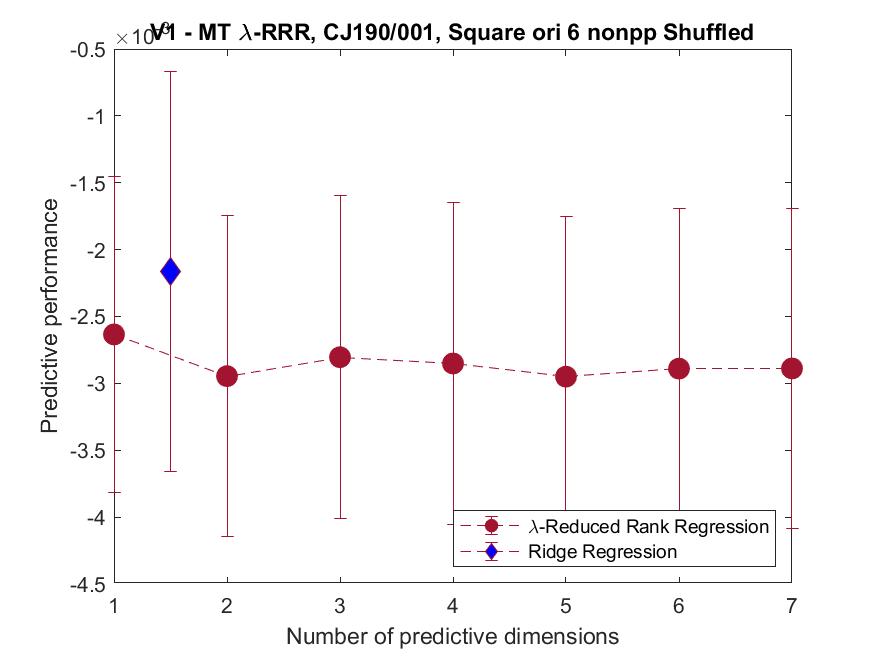 V1 - MT λ-RRR, CJ190/001, Square ori 6 nonpp Shuffled
-0.5
-1
-1.5
-2
-2.5
-3
-3.5
-4
-4.5
Predictive performance
λ-Reduced Rank Regression
Ridge Regression
1 2 3 4 5 6 7
Number of predictive dimensions